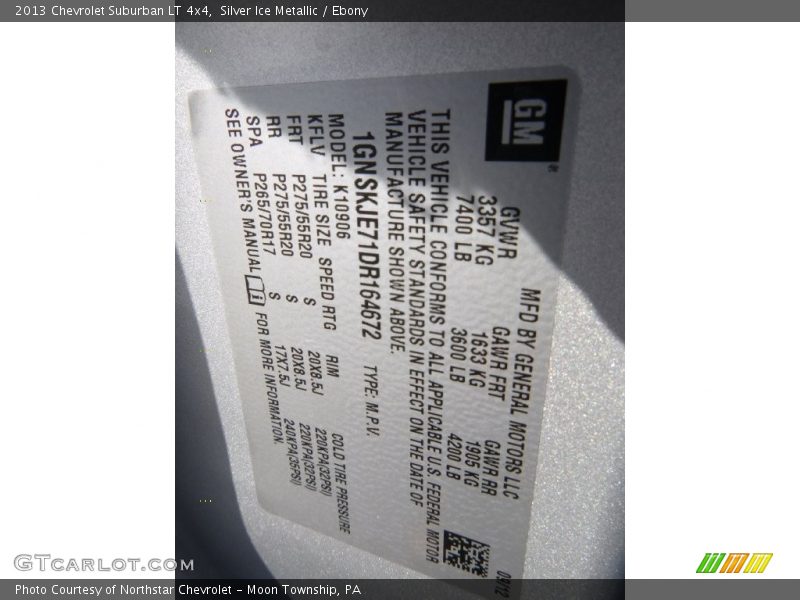 2013 Chevrolet Suburban LT 4x4, Silver Ice Metallic / Ebony
GM
MFD BY GENERAL MOTORS LLC
GVWR GAWR FRT GAWR RR
3357 KG 1633 KG 1905 KG
7400 LB 3600 LB 4200 LB
THIS VEHICLE CONFORMS TO ALL APPLICABLE U.S. FEDERAL MOTOR
VEHICLE SAFETY STANDARDS IN EFFECT ON THE DATE OF
MANUFACTURE SHOWN ABOVE.
1GNSKJE71DR164672 TYPE: M.P.V.
MODEL: K10906
KFLV TIRE SIZE SPEED RTG RIM COLD TIRE PRESSURE
FRT P275/55R20 S 20X8.5J 220KPA(32PSI)
RR P275/55R20 S 20X8.5J 220KPA(32PSI)
SPA P265/70R17 S 17X7.5J 240KPA(35PSI)
SEE OWNER'S MANUAL FOR MORE INFORMATION.
GTcarlot.com
Photo Courtesy of Northstar Chevrolet – Moon Township, PA